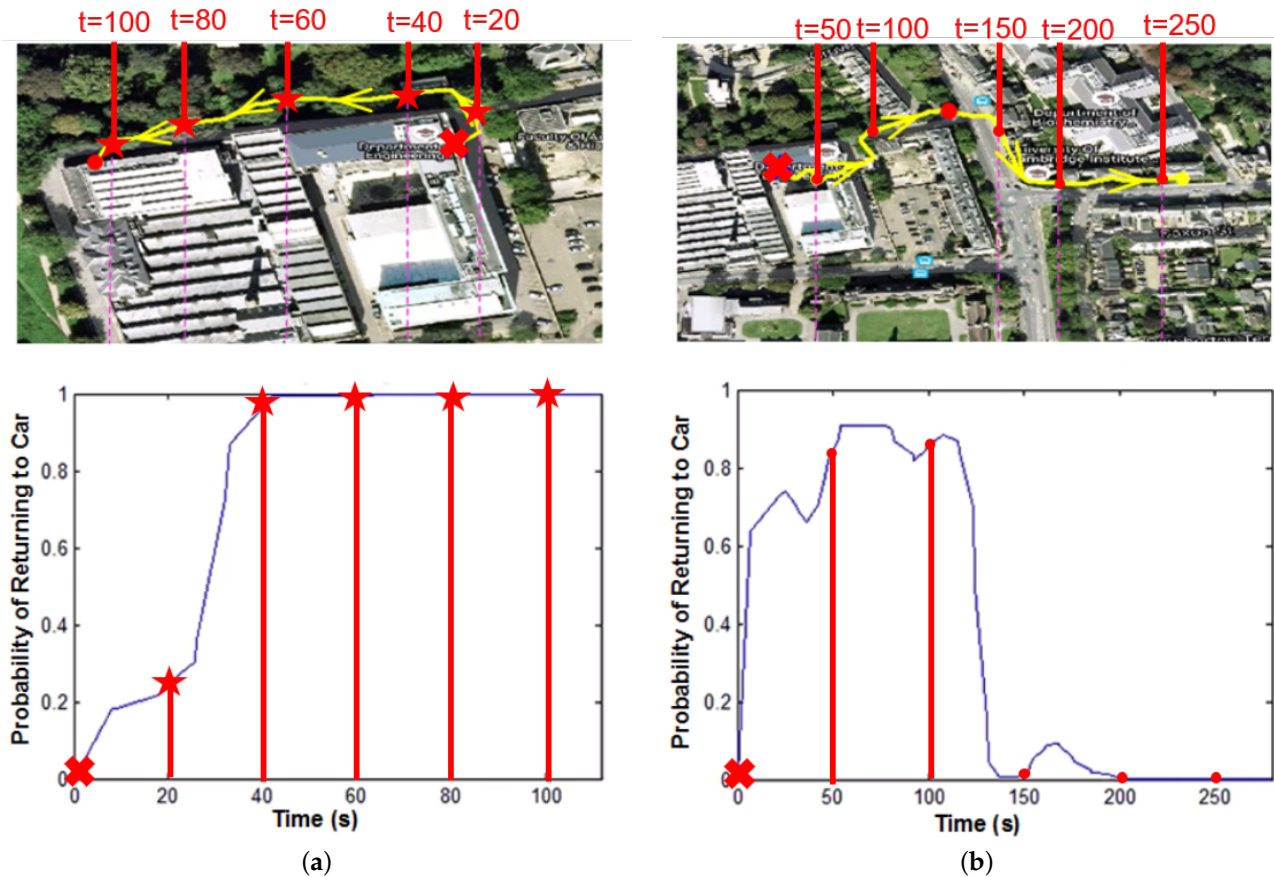 t=100 t=80 t=60 t=40 t=20
t=50 t=100 t=150 t=200 t=250
Department
Engineering
Faculty Of A
& His
Department of
Biochemistry
University Of
mbridge Institute...
Probability of Returning to Car
1
0.8
0.6
0.4
0.2
0
0 20 40 60 80 100
Time (s)
(a)
Probability of Returning to Car
1
0.8
0.6
0.4
0.2
0
0 50 100 150 200 250
Time (s)
(b)